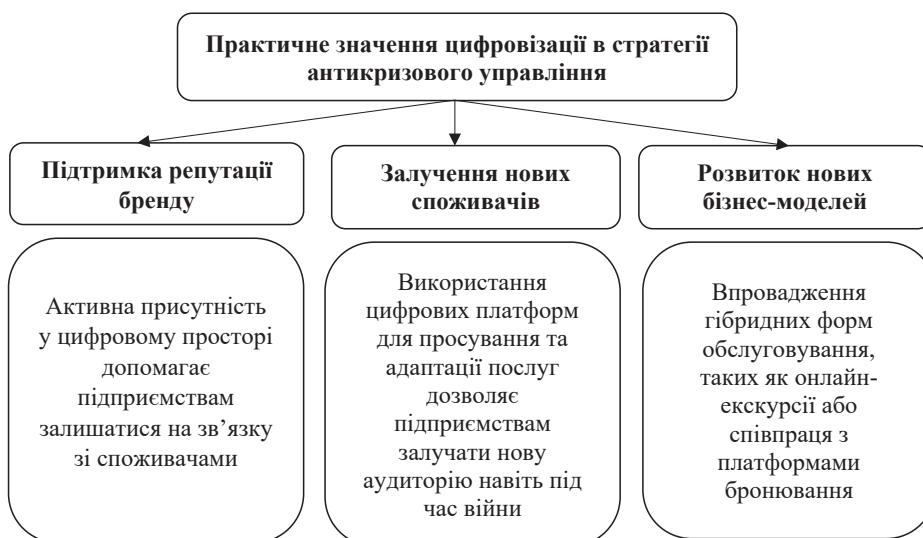 Практичне значення цифровізації в стратегії
антикризового управління
Підтримка репутації
бренду
Активна присутність
у цифровому просторі
допомагає
підприємствам
залишатися на зв’язку
зі споживачами
Залучення нових
споживачів
Використання
цифрових платформ
для просування та
адаптації послуг
дозволяє
підприємствам
залучати нову
аудиторію навіть під
час війни
Розвиток нових
бізнес-моделей
Впровадження
гібридних форм
обслуговування,
таких як онлайн-
екскурсії або
співпраця з
платформами
бронювання